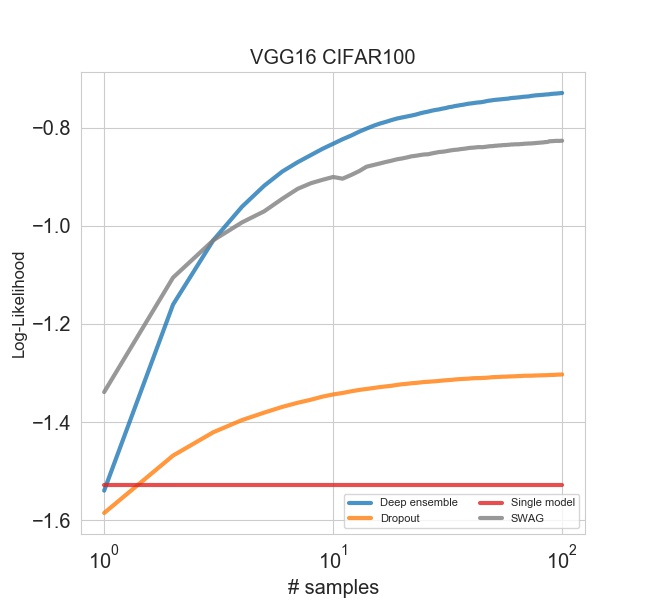 VGG16 CIFAR100
Log-Likelihood
−0.8
−1.0
−1.2
−1.4
−1.6
Deep ensemble Single model
Dropout SWAG
10^0 10^1 10^2
# samples